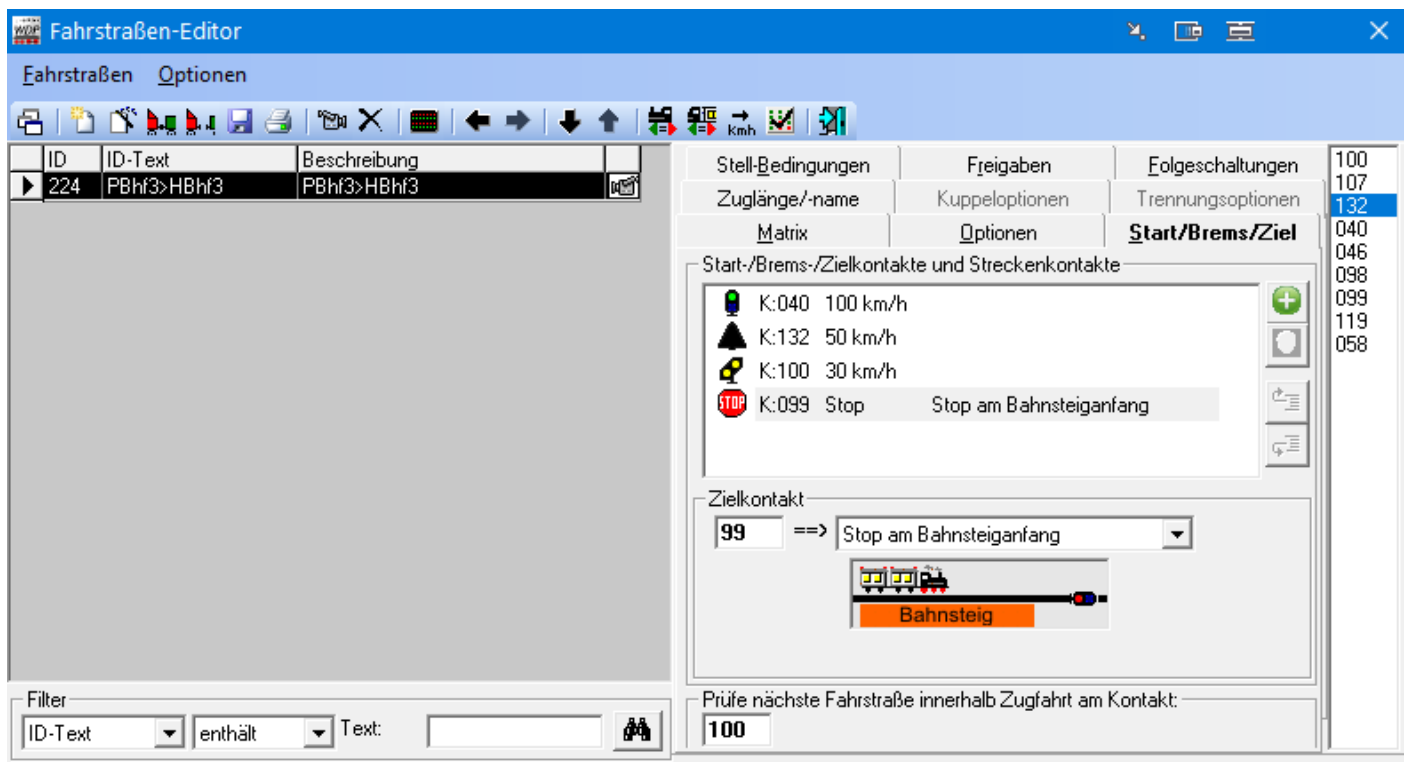 WDP Fahrstraßen-Editor
Fahrstraßen Optionen
kmh
ID ID-Text Beschreibung
224 PBhf3>HBhf3 PBhf3>HBhf3
Stell-Bedingungen Freigaben Folgeschaltungen
Zuglänge/-name Kuppeloptionen Trennungsoptionen
Matrix Optionen Start/Brems/Ziel
Start-/Brems-/Zielkontakte und Streckenkontakte
K:040 100 km/h
K:132 50 km/h
K:100 30 km/h
STOP K:099 Stop Stop am Bahnsteiganfang
Zielkontakt
99 ==> Stop am Bahnsteiganfang
Bahnsteig
Prüfe nächste Fahrstraße innerhalb Zugfahrt am Kontakt:
100
100
107
132
040
046
098
099
119
058
Filter
ID-Text enthält Text: